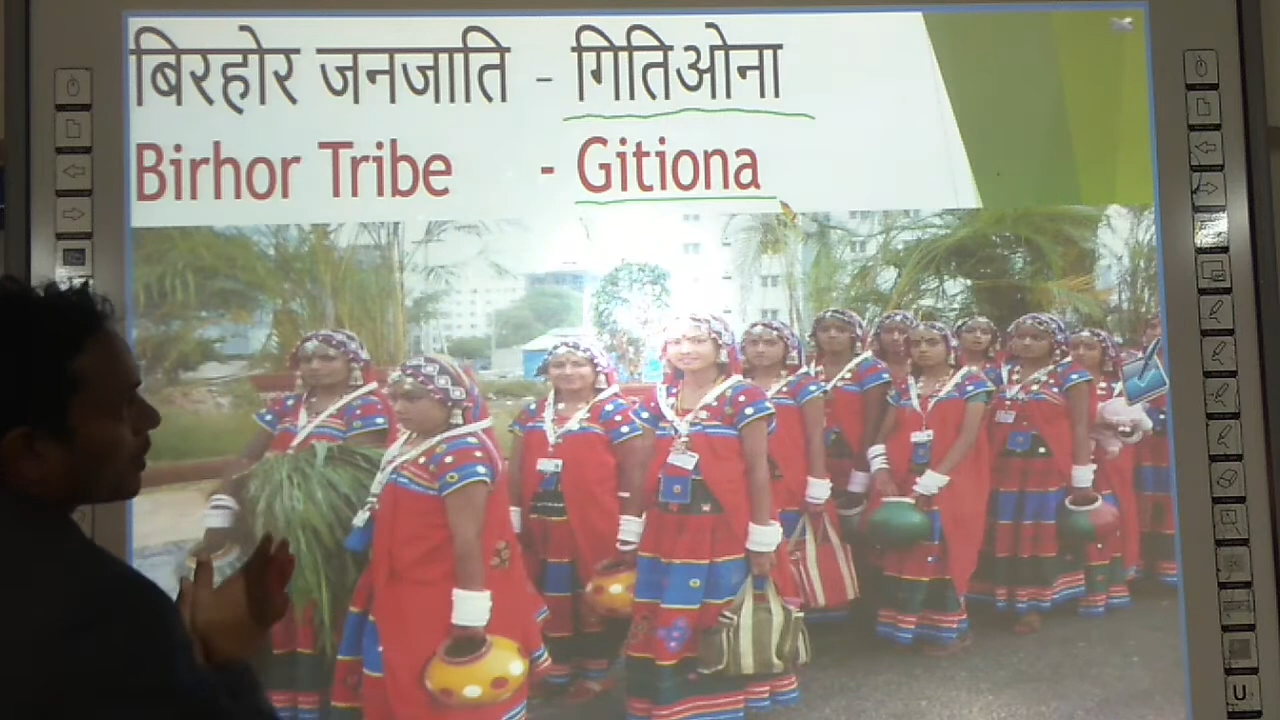 बिरहोर जनजाति - गितिओना
Birhor Tribe - Gitiona
U